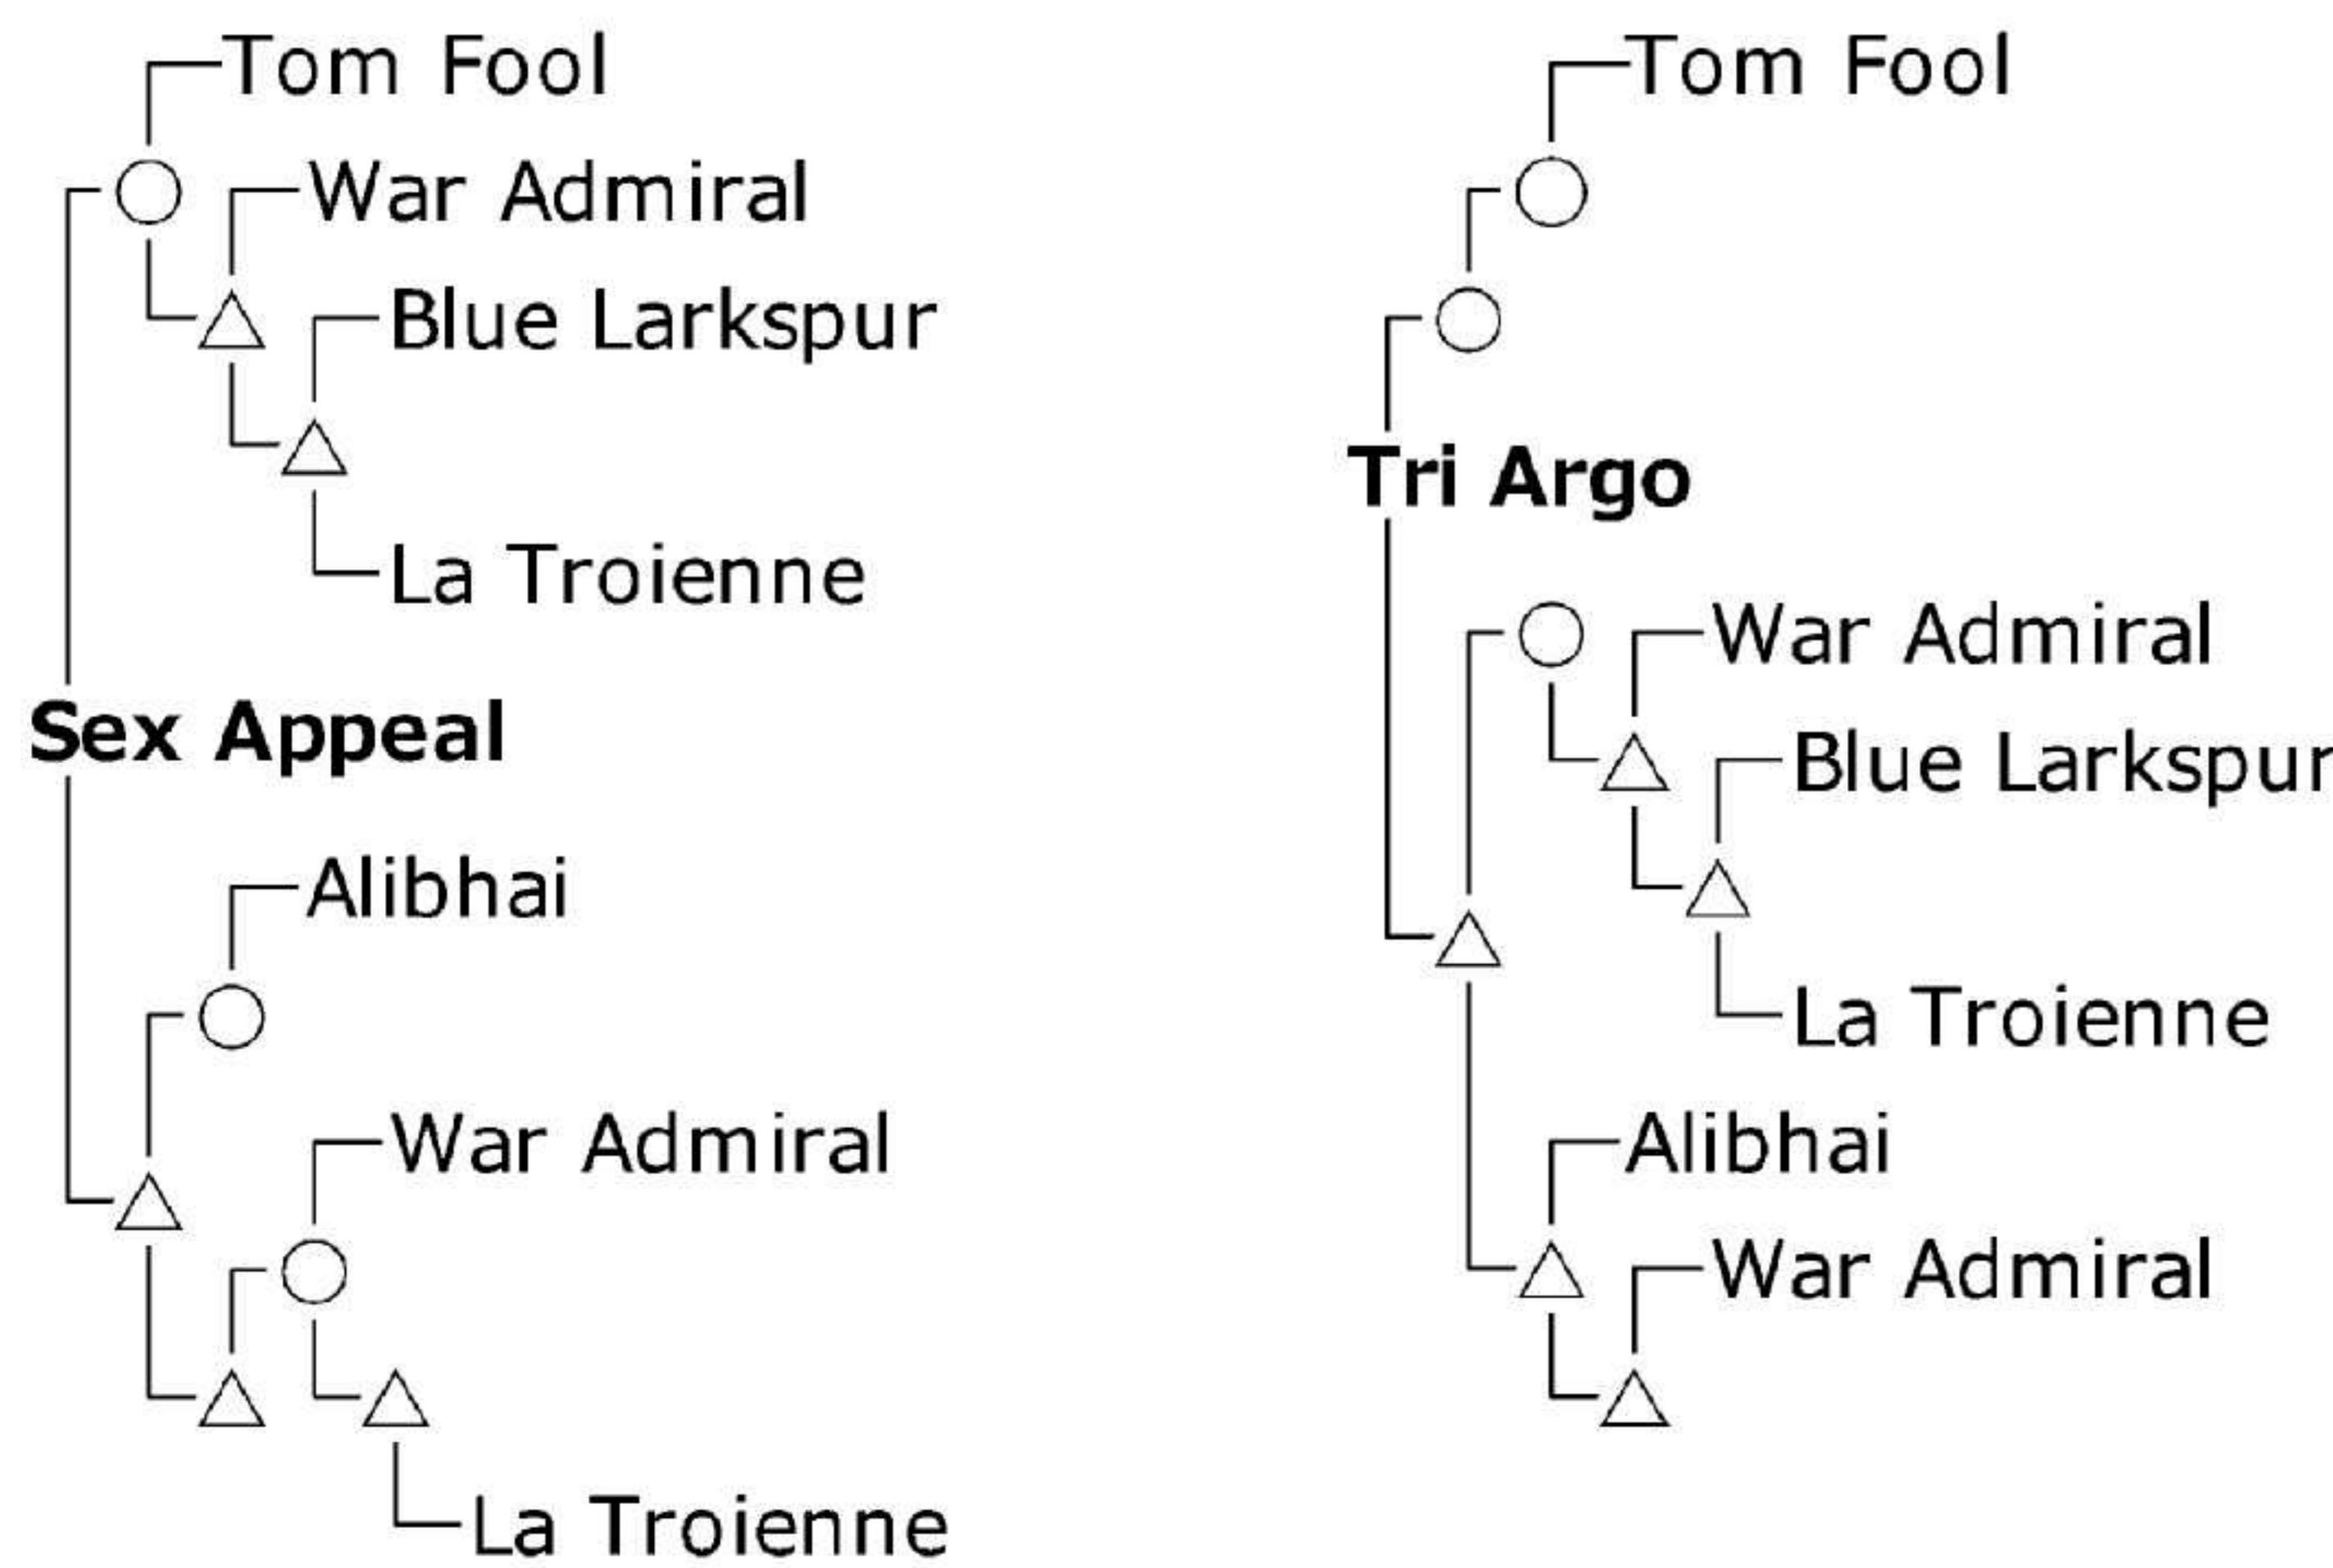 Tom Fool
War Admiral
Blue Larkspur
La Troienne
Sex Appeal
Alibhai
War Admiral
La Troienne
Tom Fool
Tri Argo
War Admiral
Blue Larkspur
La Troienne
Alibhai
War Admiral